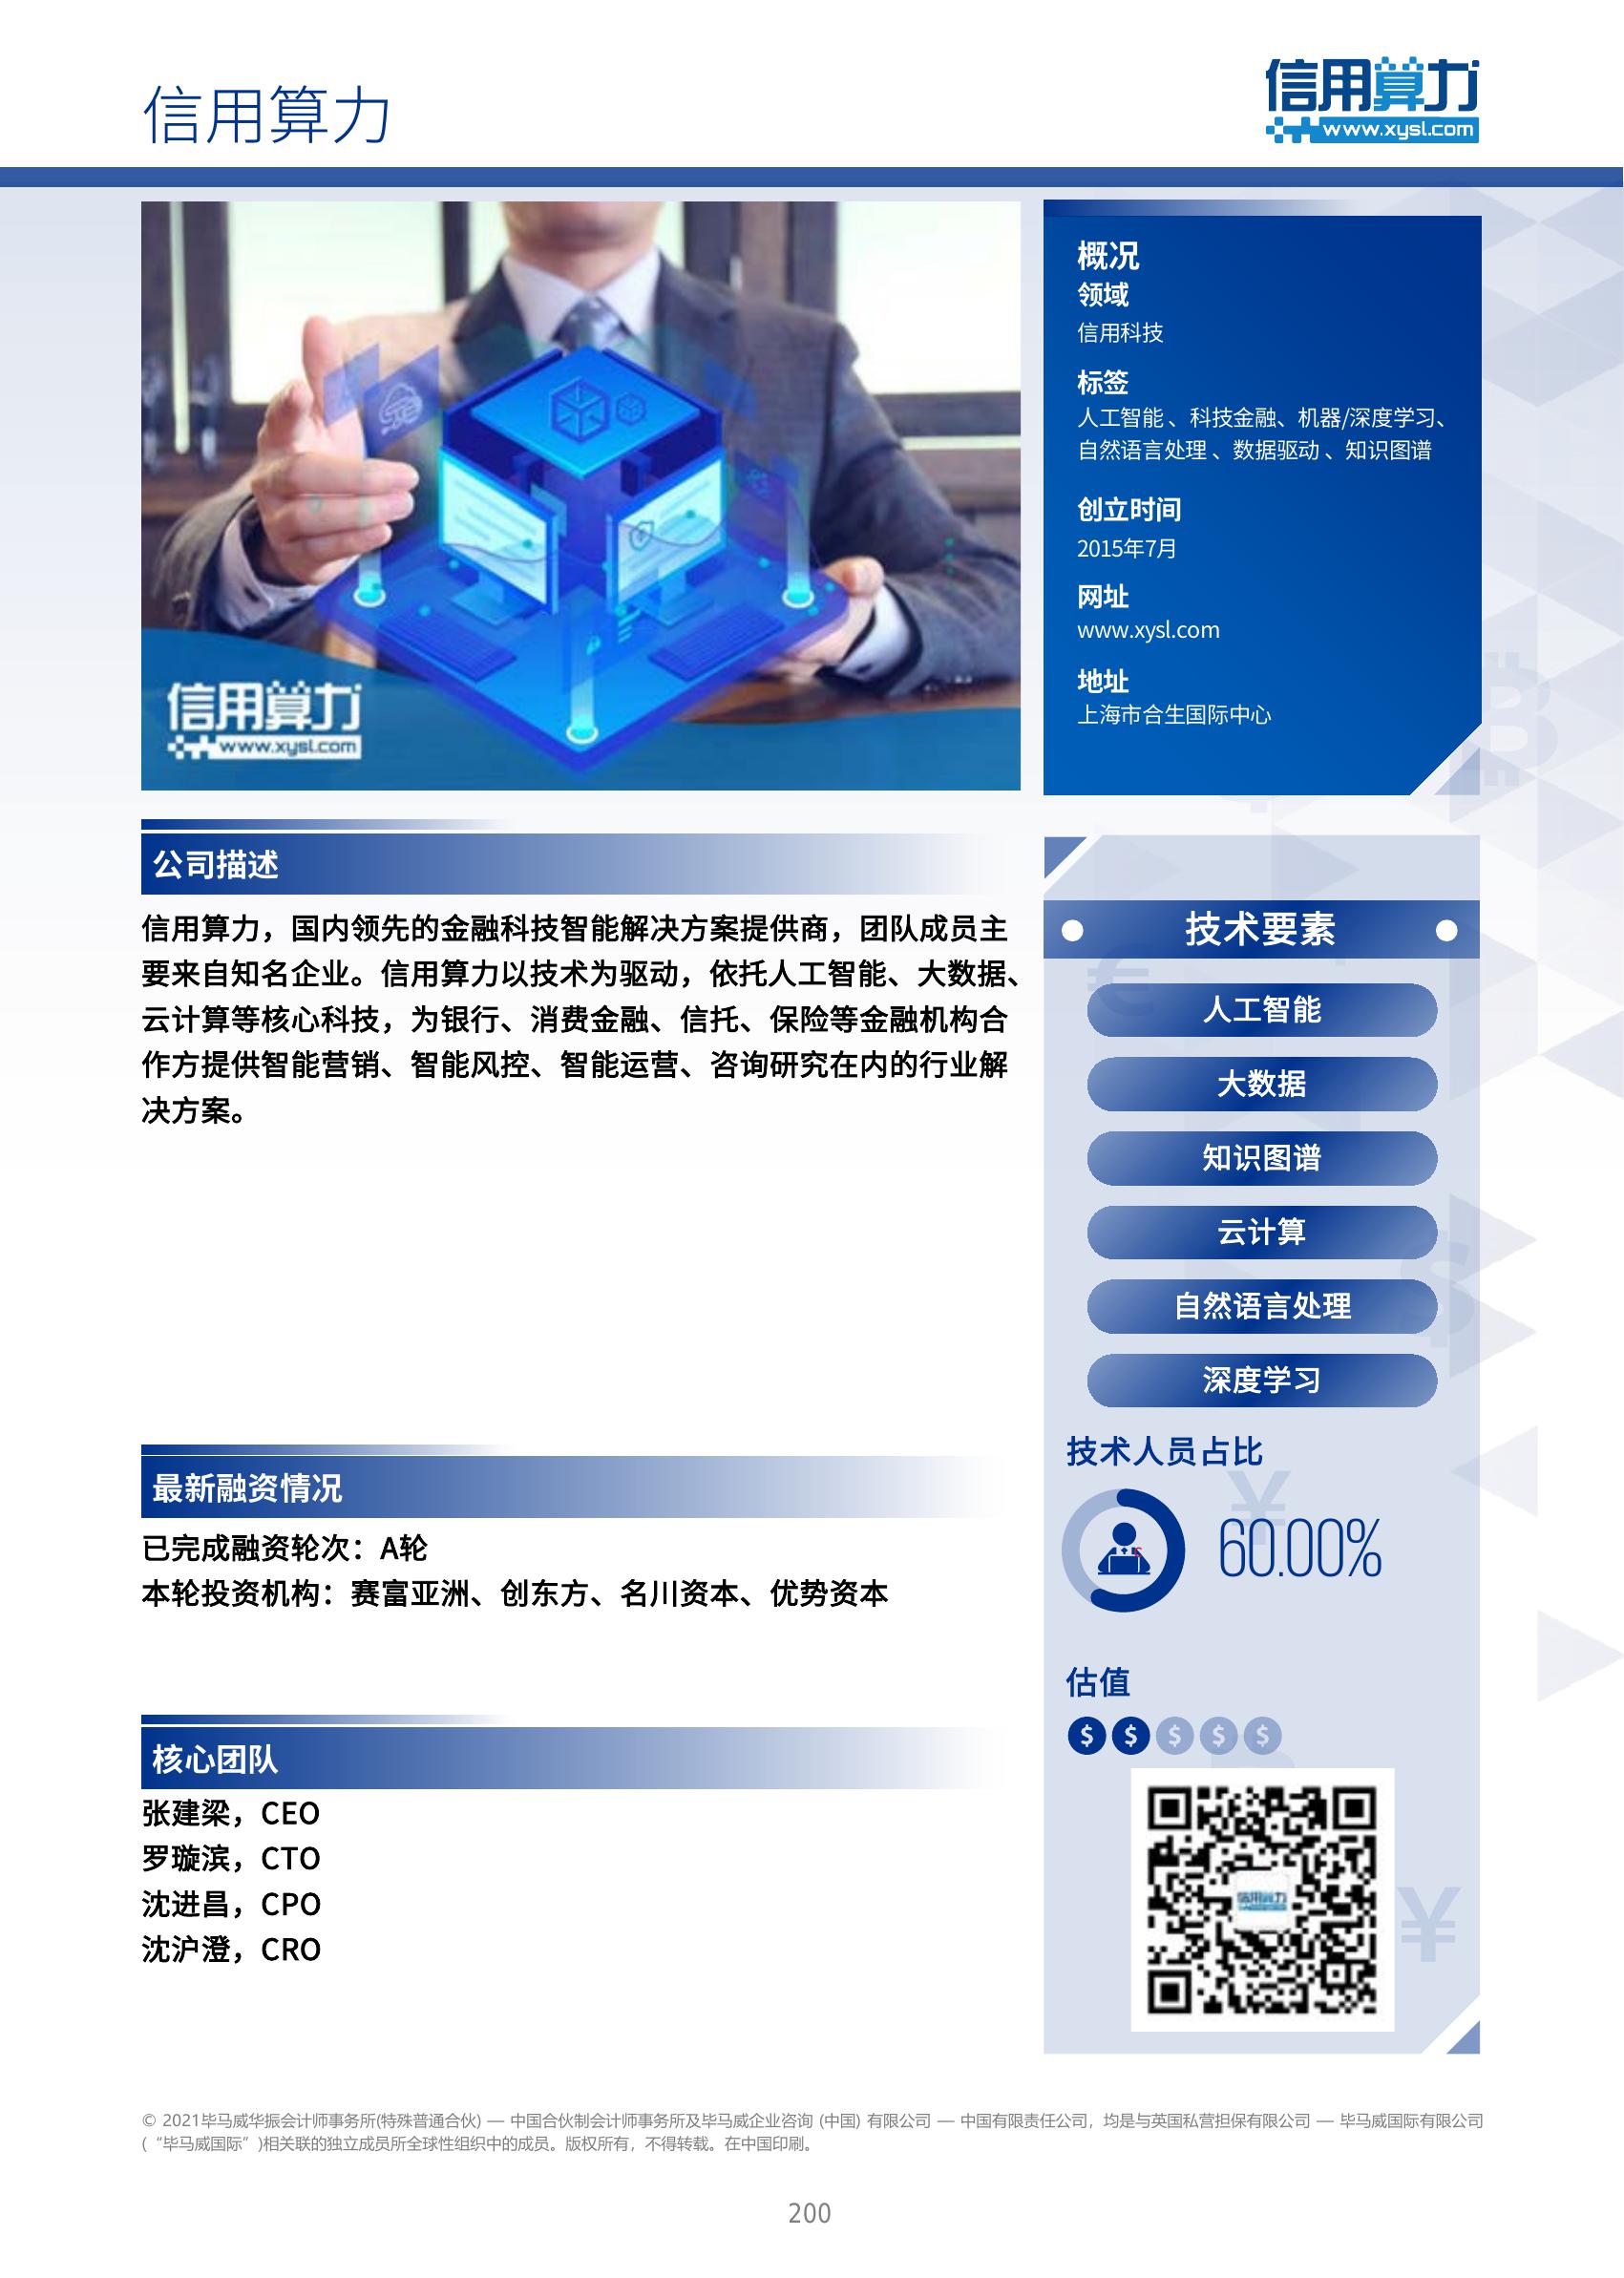 信用算力
信用算力
www.xysl.com
信用算力
www.xysl.com
概况
领域
信用科技
标签
人工智能 、科技金融、机器/深度学习、
自然语言处理 、数据驱动 、知识图谱
创立时间
2015年7月
网址
www.xysl.com
地址
上海市合生国际中心
公司描述
信用算力，国内领先的金融科技智能解决方案提供商，团队成员主
要来自知名企业。信用算力以技术为驱动，依托人工智能、大数据、
云计算等核心科技，为银行、消费金融、信托、保险等金融机构合
作方提供智能营销、智能风控、智能运营、咨询研究在内的行业解
决方案。
最新融资情况
已完成融资轮次：A轮
本轮投资机构：赛富亚洲、创东方、名川资本、优势资本
核心团队
张建梁，CEO
罗璇滨，CTO
沈进昌，CPO
沈沪澄，CRO
技术要素
人工智能
大数据
知识图谱
云计算
自然语言处理
深度学习
技术人员占比
60.00%
估值
$ $ $ $ $
信用算力
© 2021毕马威华振会计师事务所(特殊普通合伙) — 中国合伙制会计师事务所及毕马威企业咨询 (中国) 有限公司 — 中国有限责任公司，均是与英国私营担保有限公司 — 毕马威国际有限公司
(“毕马威国际”)相关联的独立成员所全球性组织中的成员。版权所有，不得转载。在中国印刷。
200